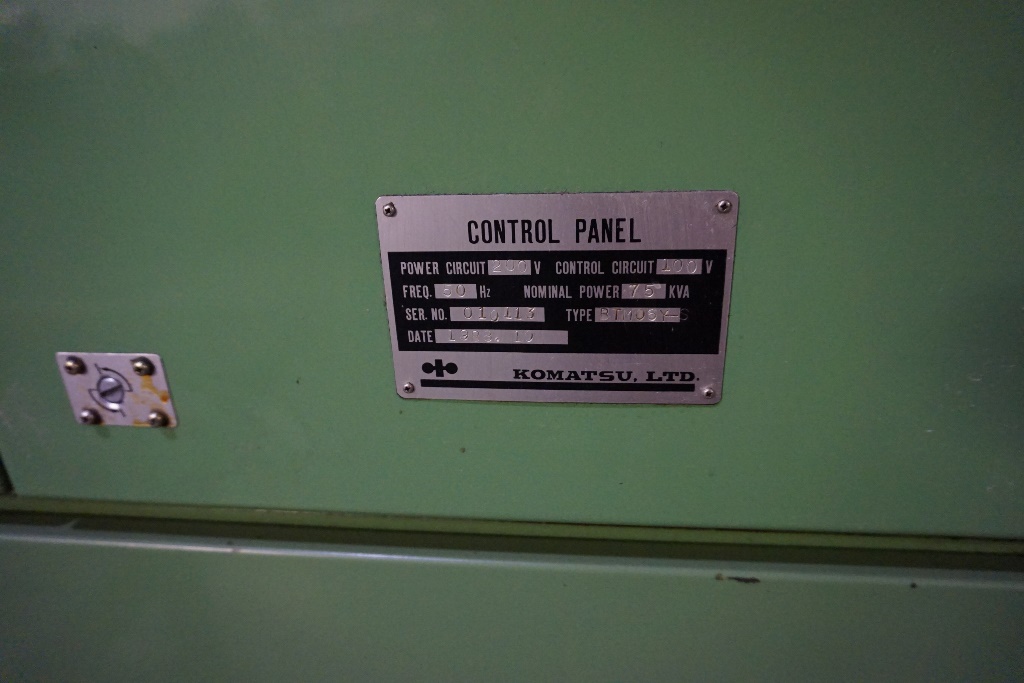 CONTROL PANEL
POWER CIRCUIT 200 V CONTROL CIRCUIT 100 V
FREQ. 60 Hz NOMINAL POWER 75 KVA
SER. NO. TYPE
DATE
KOMATSU, LTD.